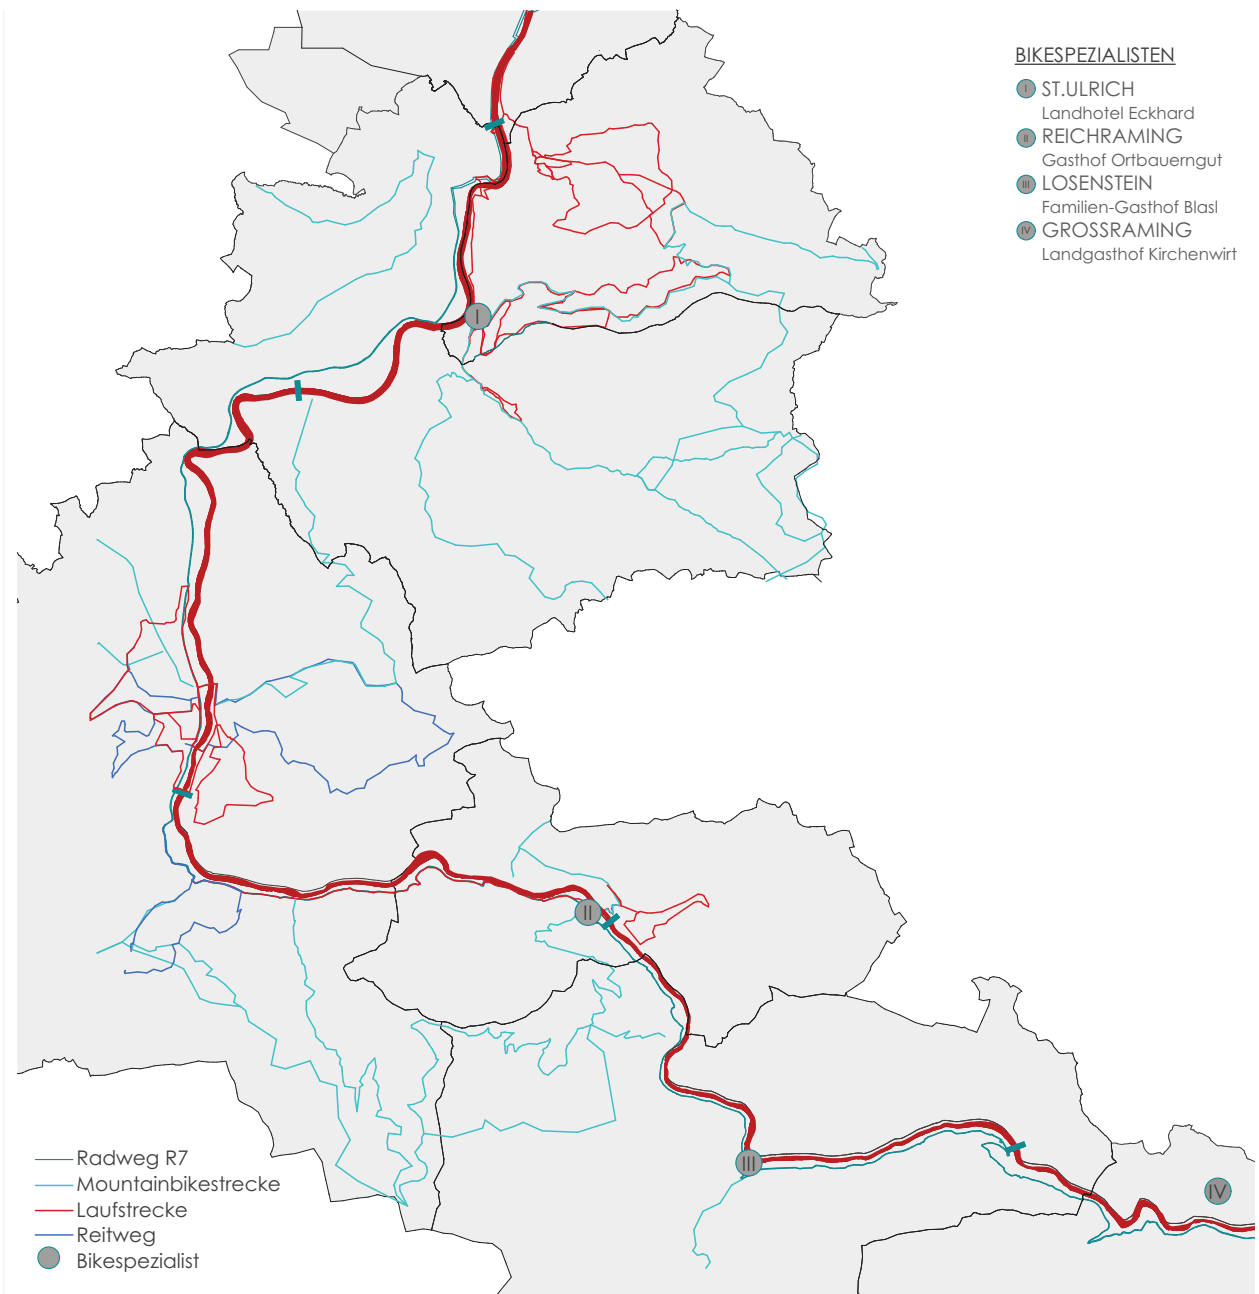 BIKESPEZIALISTEN
I ST.ULRICH
Landhotel Eckhard
II REICHRAMING
Gasthof Ortbauerngut
III LOSENSTEIN
Familien-Gasthof Blasl
IV GROSSRAMING
Landgasthof Kirchenwirt
I
II
III
IV
Radweg R7
Mountainbikestrecke
Laufstrecke
Reitweg
Bikespezialist